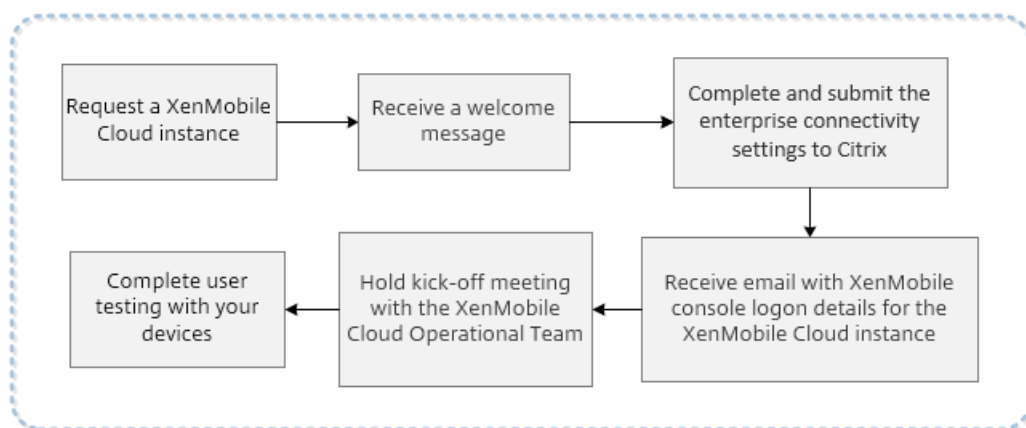 Request a XenMobile
Cloud instance
Receive a welcome
message
Complete and submit the
enterprise connectivity
settings to Citrix
Receive email with XenMobile
console logon details for the
XenMobile Cloud instance
Hold kick-off meeting
with the XenMobile
Cloud Operational Team
Complete user
testing with your
devices